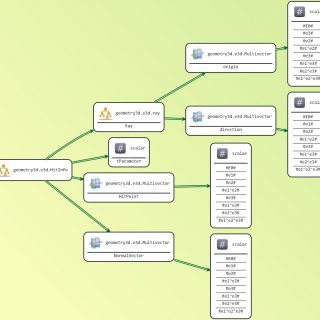 scalar
#E0#
#e1#
#e2#
#e1^e2#
#e3#
#e1^e3#
#e2^e3#
#e1^e2^e3#
geometry3d.e3d.Multivector
origin
geometry3d.e3d.ray
Ray
geometry3d.e3d.Multivector
direction
scalar
#E0#
#e1#
#e2#
#e1^e2#
#e3#
#e1^e3#
#e2^e3#
#e1^e2^e3#
scalar
tParameter
geometry3d.e3d.HitInfo
geometry3d.e3d.Multivector
HitPoint
scalar
#E0#
#e1#
#e2#
#e1^e2#
#e3#
#e1^e3#
#e2^e3#
#e1^e2^e3#
geometry3d.e3d.Multivector
NormalVector
scalar
#E0#
#e1#
#e2#
#e1^e2#
#e3#
#e1^e3#
#e2^e3#
#e1^e2^e3#